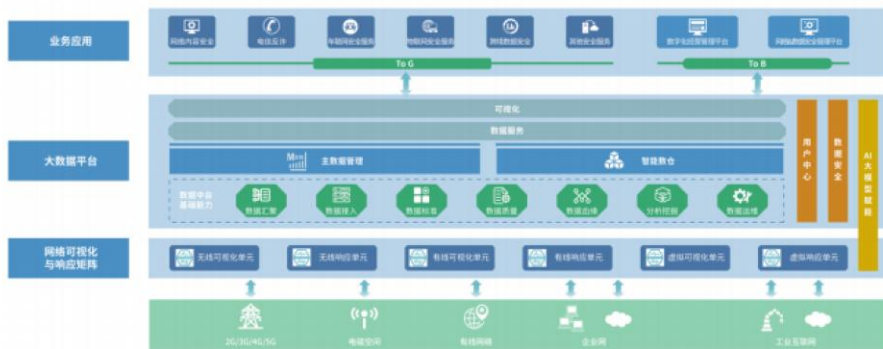 业务应用
网络内容安全
电信反诈
车联网安全服务
物联网安全服务
跨境数据安全
其他安全服务
数字化经营管理平台
网络数据安全管理平台
To G
To B
大数据平台
可视化
数据服务
主数据管理
智能数仓
数据中台
基础能力
数据汇聚
数据接入
数据标准
数据质量
数据血缘
分析挖掘
数据运维
用户中心
数据安全
AI大模型赋能
网络可视化
与响应矩阵
无线可视化单元
无线响应单元
有线可视化单元
有线响应单元
虚拟可视化单元
虚拟响应单元
2G/3G/4G/5G
电磁空间
有线网络
企业网
工业互联网